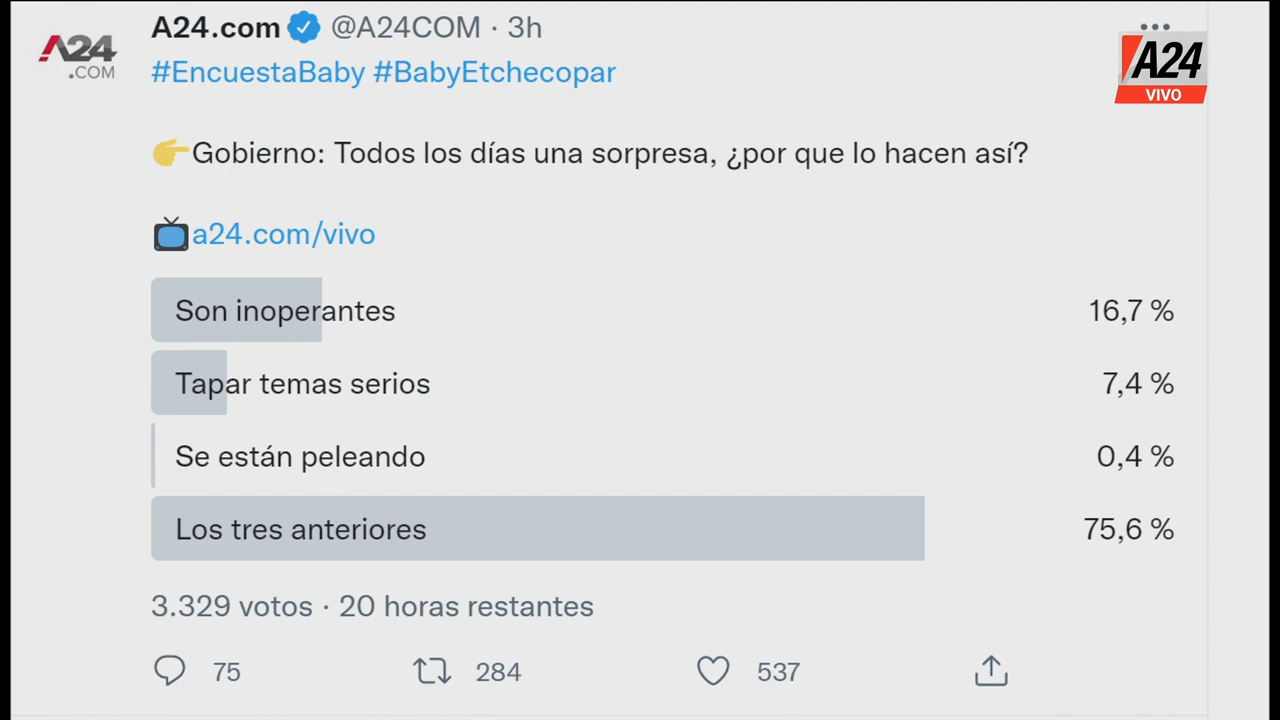 A24.com @A24COM · 3h
A24
.COM
#EncuestaBaby #BabyEtchecopar
A24
VIVO
👉Gobierno: Todos los días una sorpresa, ¿por que lo hacen así?
📺a24.com/vivo
Son inoperantes 16,7 %
Tapar temas serios 7,4 %
Se están peleando 0,4 %
Los tres anteriores 75,6 %
3.329 votos · 20 horas restantes
75 284 537